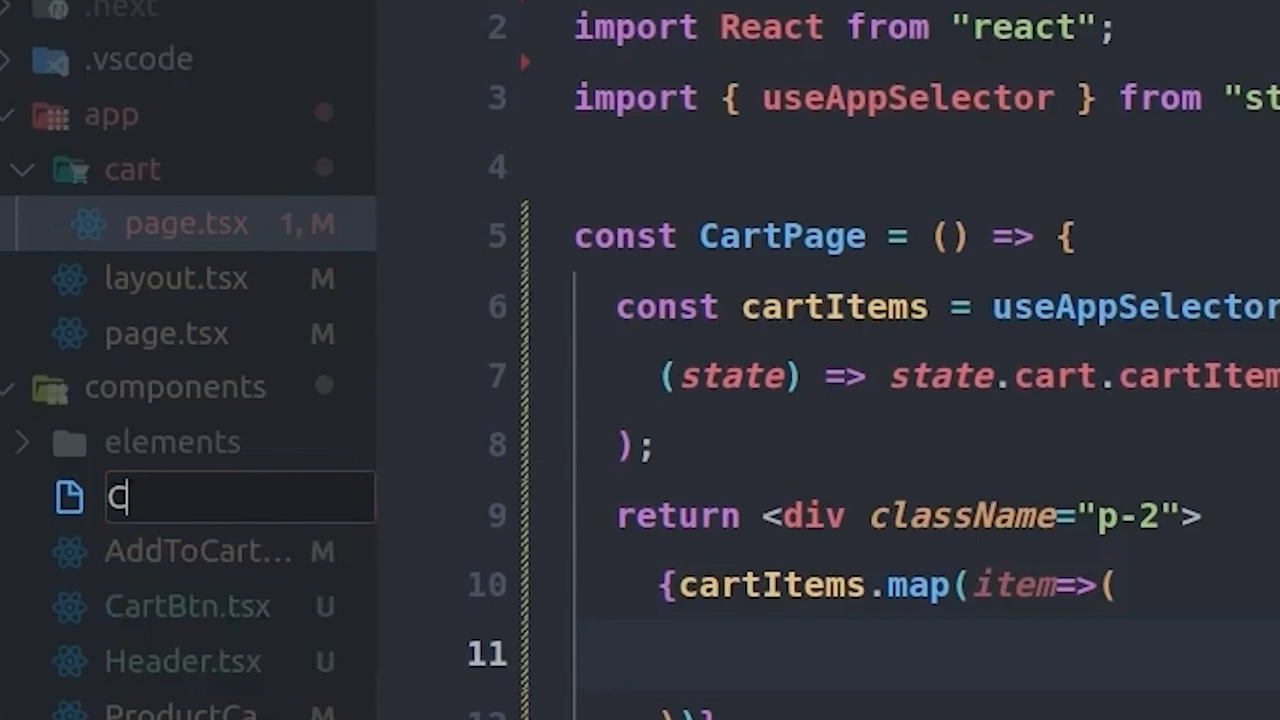 .next
.vscode
app
cart
page.tsx 1, M
layout.tsx M
page.tsx M
components
elements
C
AddToCart... M
CartBtn.tsx U
Header.tsx U
ProductCa... M
2 import React from "react";
3 import { useAppSelector } from "st
4
5 const CartPage = () => {
6 const cartItems = useAppSelector
7 (state) => state.cart.cartItem
8 );
9 return <div className="p-2">
10 {cartItems.map(item=>(
11
12 ))}